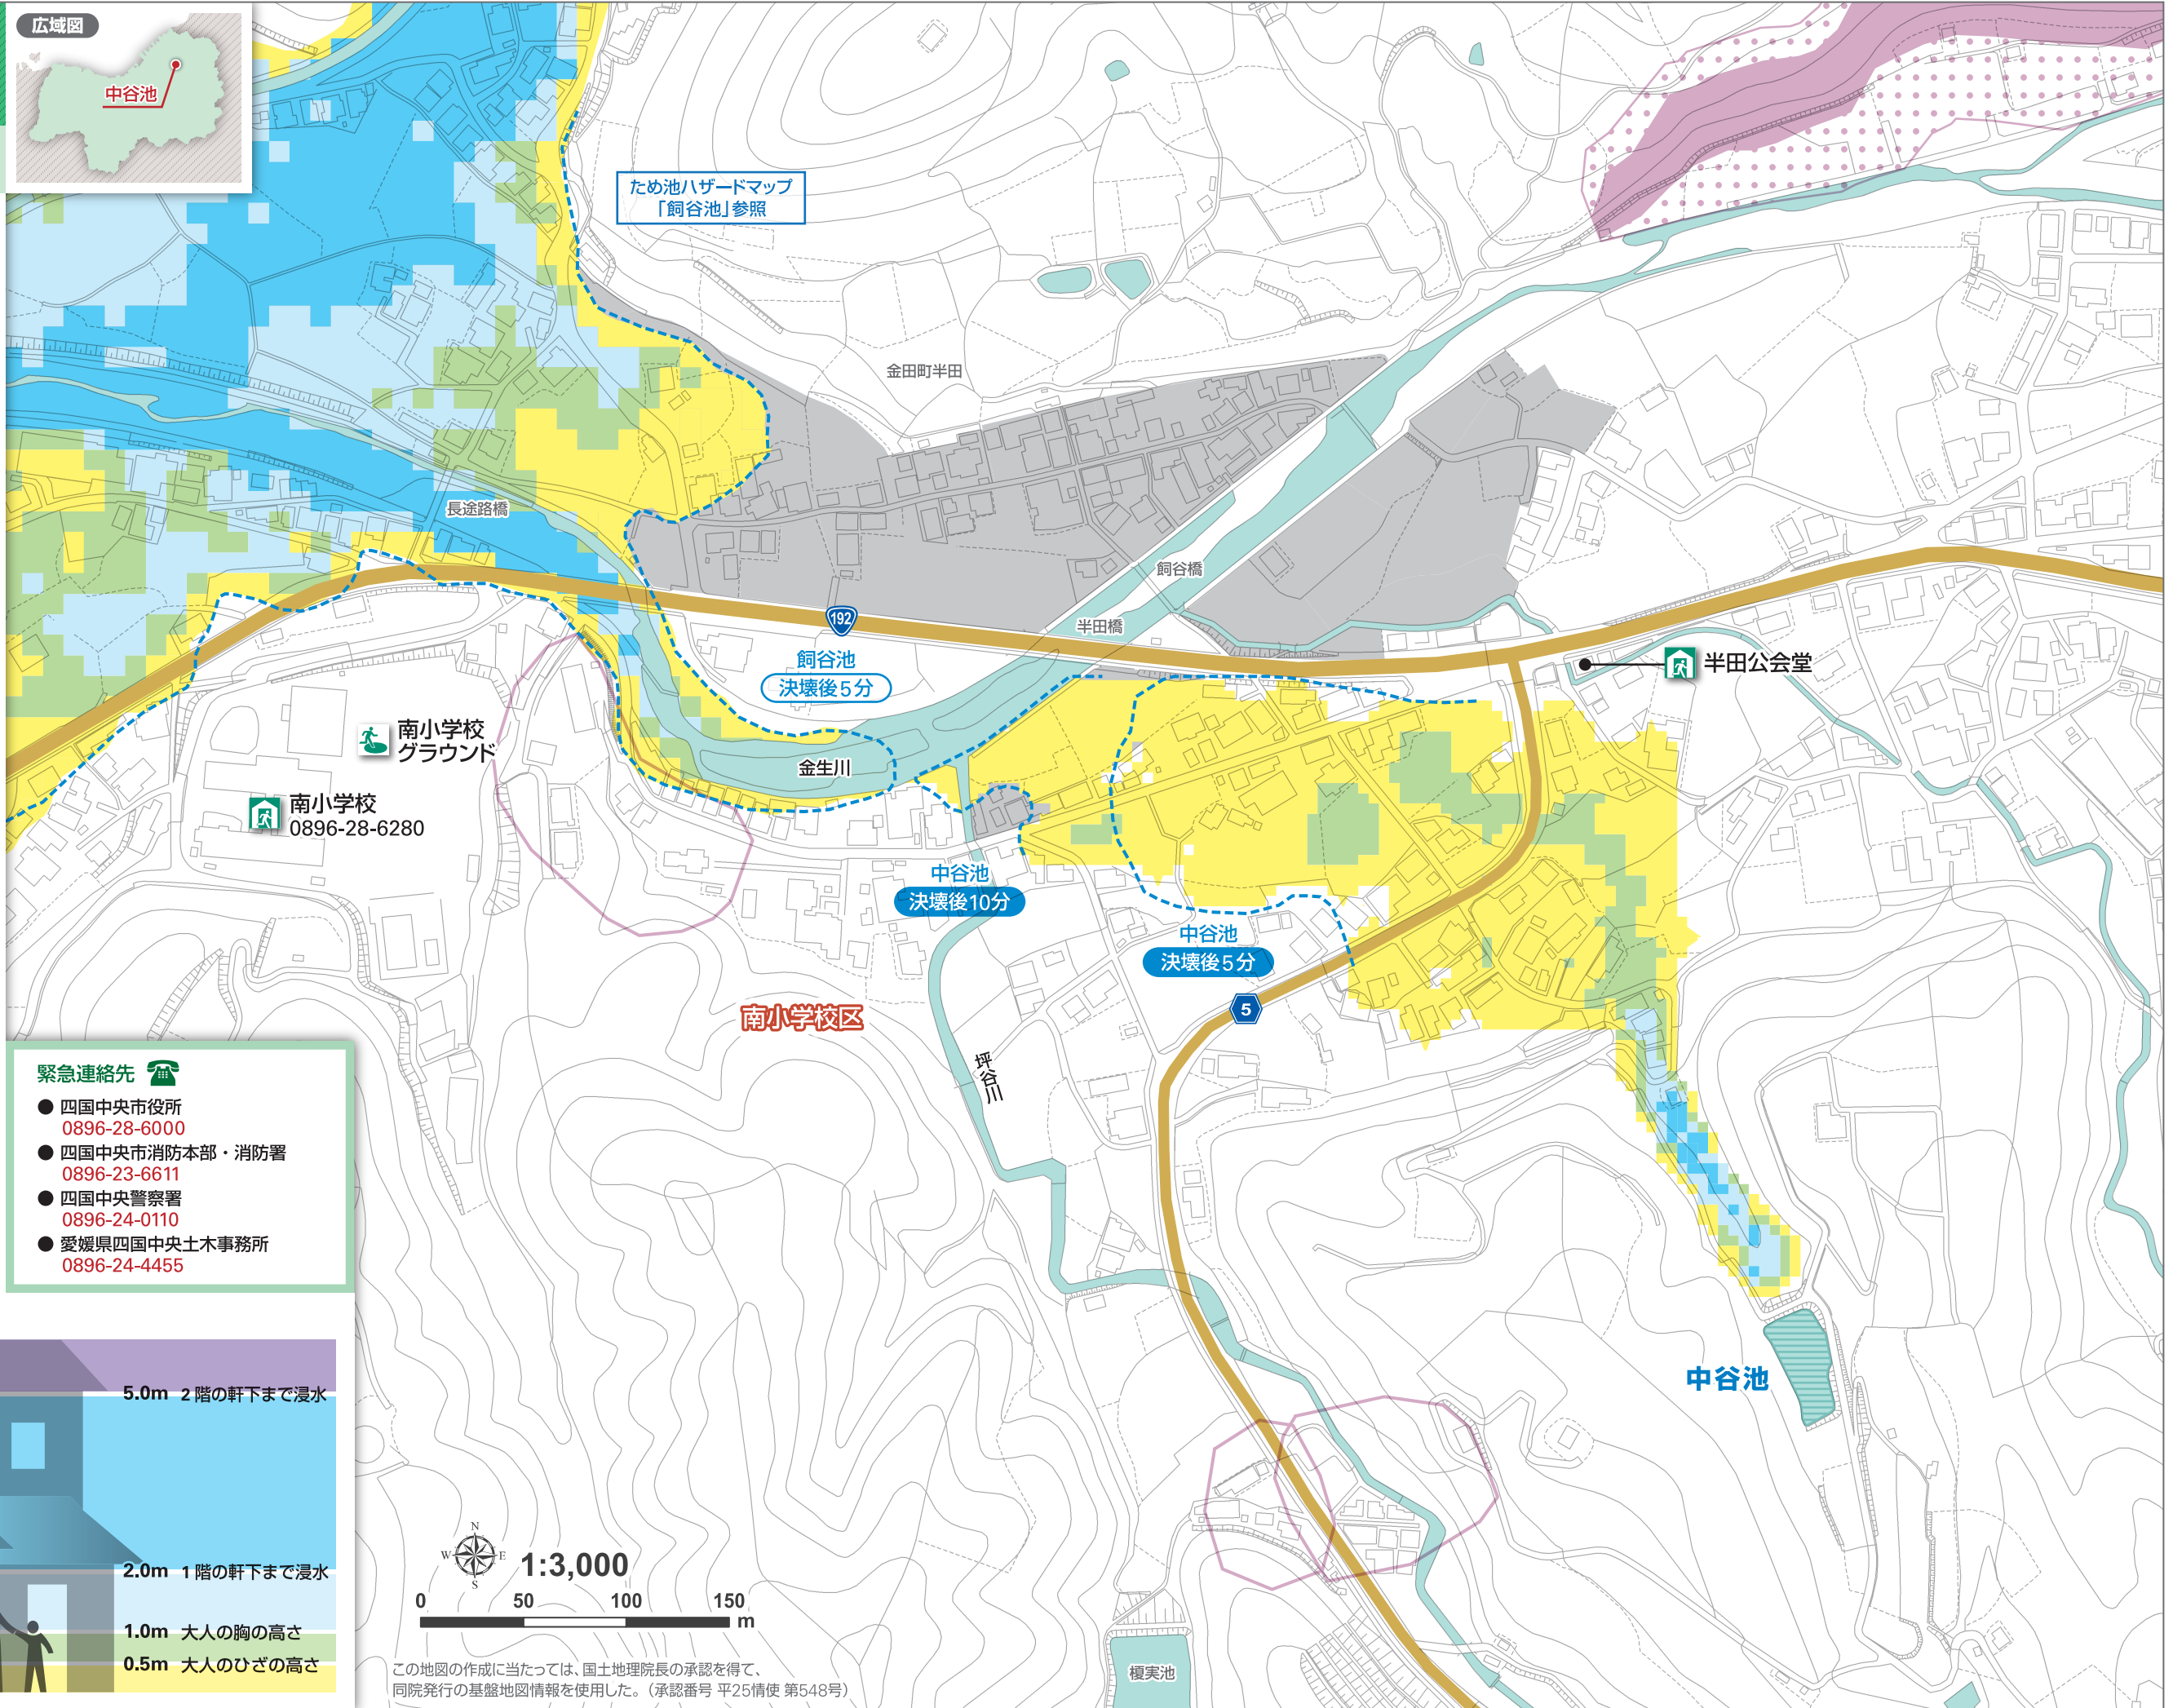 広域図
中谷池
ため池ハザードマップ
「飼谷池」参照
金田町半田
長途路橋
飼谷橋
192
半田橋
飼谷池
決壊後5分
半田公会堂
南小学校
グラウンド
金生川
南小学校
0896-28-6280
中谷池
決壊後10分
中谷池
決壊後5分
5
南小学校区
坪谷川
緊急連絡先
● 四国中央市役所
0896-28-6000
● 四国中央市消防本部・消防署
0896-23-6611
● 四国中央警察署
0896-24-0110
● 愛媛県四国中央土木事務所
0896-24-4455
中谷池
5.0m 2階の軒下まで浸水
2.0m 1階の軒下まで浸水
1.0m 大人の胸の高さ
0.5m 大人のひざの高さ
N
W E
S
1:3,000
0 50 100 150
m
榎実池
この地図の作成に当たっては、国土地理院長の承認を得て、
同院発行の基盤地図情報を使用した。（承認番号 平25情使 第548号）